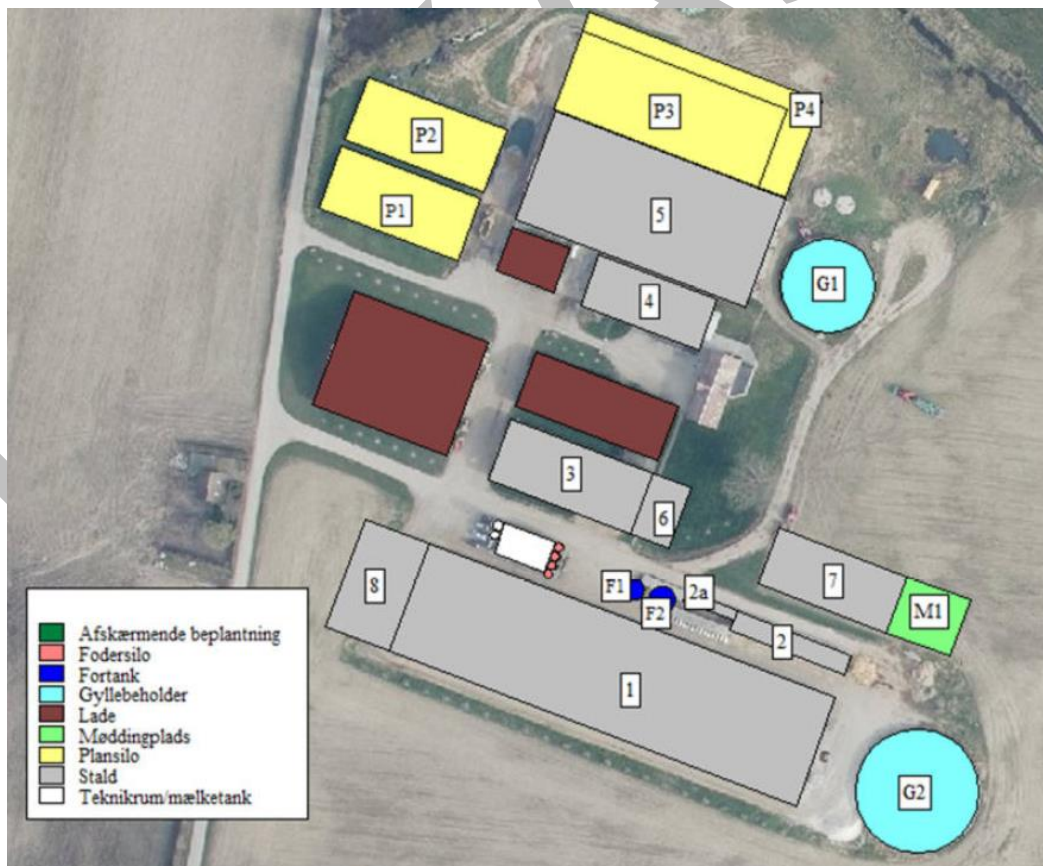 P4
P3
P2
P1
5
G1
4
3
6
7
M1
8
F1
F2
2a
2
1
G2
Afskærmende beplantning
Fodersilo
Fortank
Gyllebeholder
Lade
Møddingplads
Plansilo
Stald
Teknikrum/mælketank